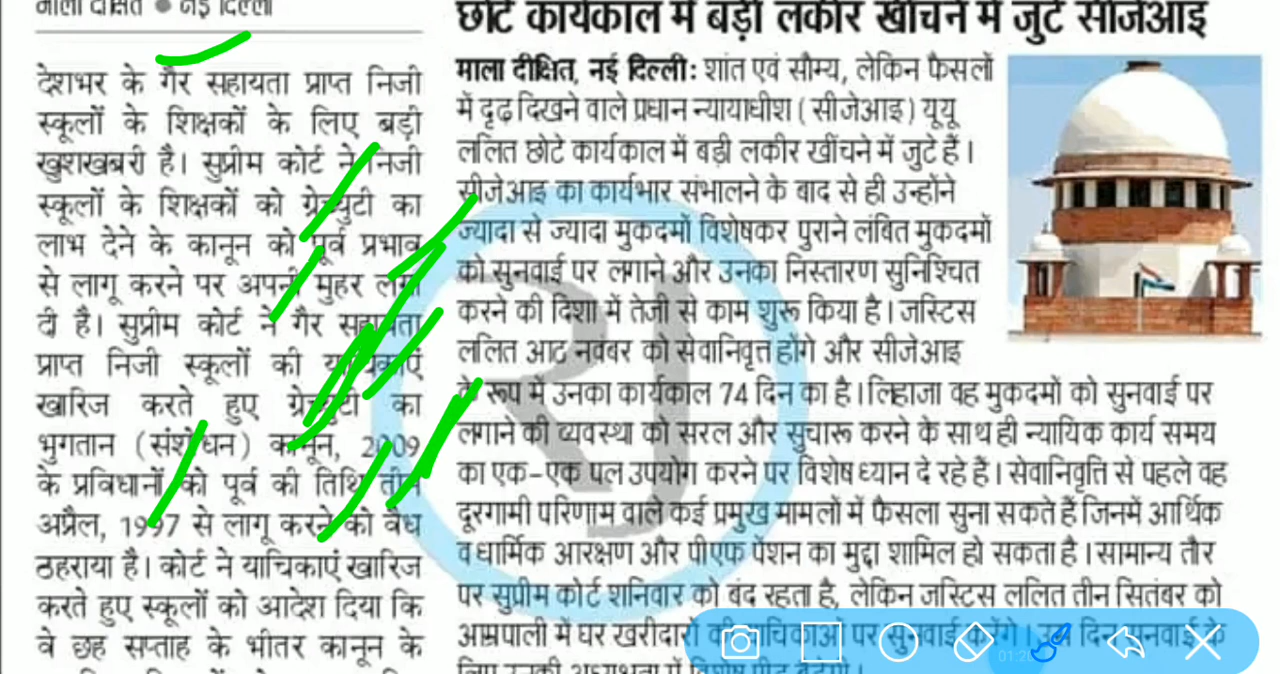 माला दीक्षित ● नई दिल्ली
देशभर के गैर सहायता प्राप्त निजी
स्कूलों के शिक्षकों के लिए बड़ी
खुशखबरी है। सुप्रीम कोर्ट ने निजी
स्कूलों के शिक्षकों को ग्रेच्युटी का
लाभ देने के कानून को पूर्व प्रभाव
से लागू करने पर अपनी मुहर लगा
दी है। सुप्रीम कोर्ट ने गैर सहायता
प्राप्त निजी स्कूलों की याचिकाएं
खारिज करते हुए ग्रेच्युटी का
भुगतान (संशोधन) कानून, 2009
के प्रविधानों को पूर्व की तिथि तीन
अप्रैल, 1997 से लागू करने को वैध
ठहराया है। कोर्ट ने याचिकाएं खारिज
करते हुए स्कूलों को आदेश दिया कि
वे छह सप्ताह के भीतर कानून के
छोटे कार्यकाल में बड़ी लकीर खींचने में जुटे सीजेआइ
माला दीक्षित, नई दिल्ली: शांत एवं सौम्य, लेकिन फैसलों
में दृढ़ दिखने वाले प्रधान न्यायाधीश (सीजेआइ) यूयू
ललित छोटे कार्यकाल में बड़ी लकीर खींचने में जुटे हैं।
सीजेआइ का कार्यभार संभालने के बाद से ही उन्होंने
ज्यादा से ज्यादा मुकदमों विशेषकर पुराने लंबित मुकदमों
को सुनवाई पर लगाने और उनका निस्तारण सुनिश्चित
करने की दिशा में तेजी से काम शुरू किया है। जस्टिस
ललित आठ नवंबर को सेवानिवृत्त होंगे और सीजेआइ
के रूप में उनका कार्यकाल 74 दिन का है। लिहाजा वह मुकदमों को सुनवाई पर
लगाने की व्यवस्था को सरल और सुचारू करने के साथ ही न्यायिक कार्य समय
का एक-एक पल उपयोग करने पर विशेष ध्यान दे रहे हैं। सेवानिवृति से पहले वह
दूरगामी परिणाम वाले कई प्रमुख मामलों में फैसला सुना सकते हैं जिनमें आर्थिक
व धार्मिक आरक्षण और पीएफ पेंशन का मुद्दा शामिल हो सकता है। सामान्य तौर
पर सुप्रीम कोर्ट शनिवार को बंद रहता है, लेकिन जस्टिस ललित तीन सितंबर को
आम्रपाली में घर खरीदारों की याचिकाओं पर सुनवाई करेंगे। उस दिन सुनवाई के
RJ